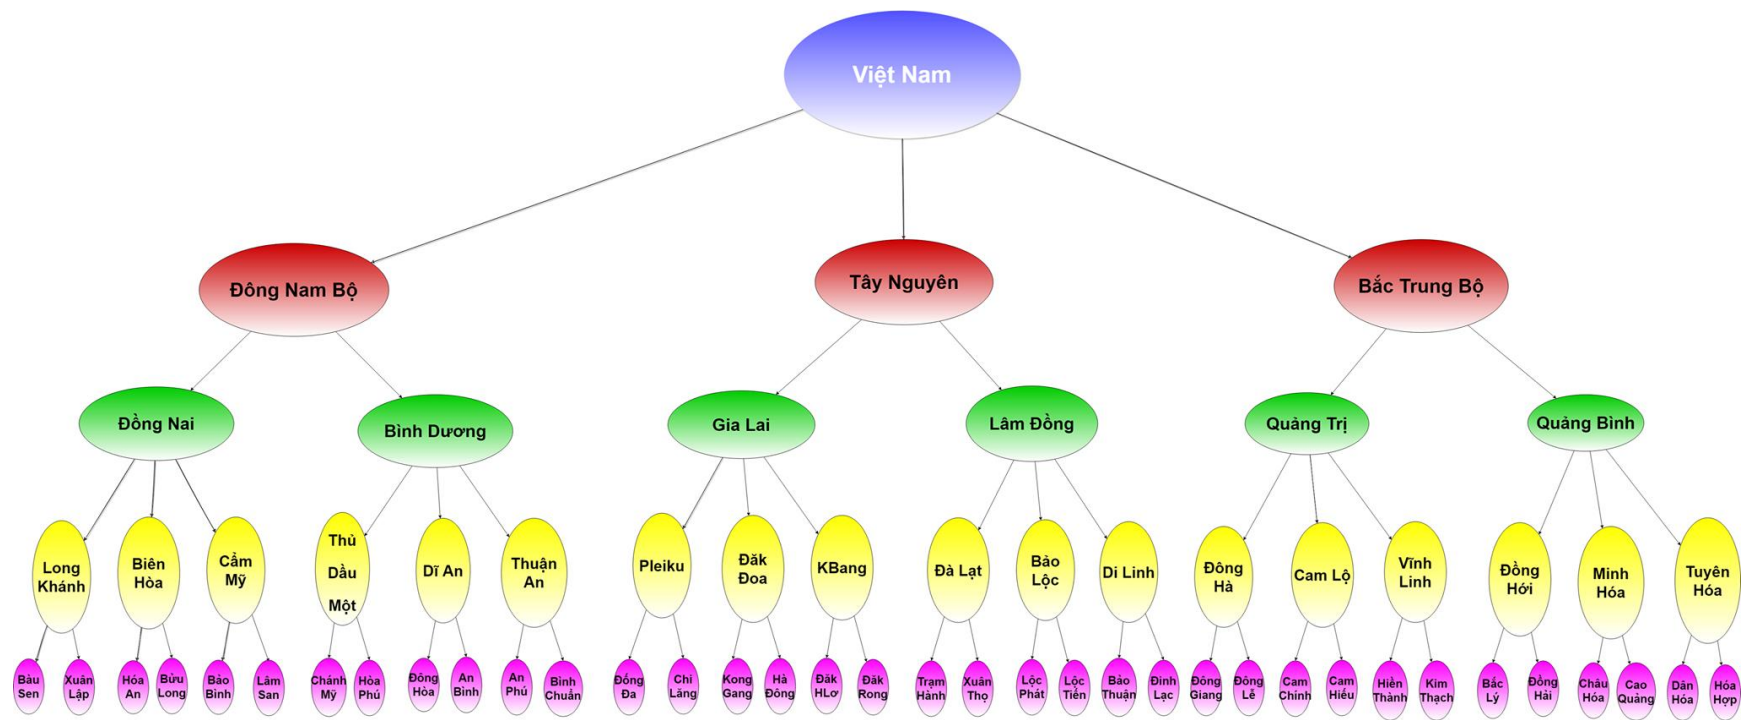 Việt Nam
Đông Nam Bộ
Tây Nguyên
Bắc Trung Bộ
Đồng Nai
Bình Dương
Gia Lai
Lâm Đồng
Quảng Trị
Quảng Bình
Long
Khánh
Biên
Hòa
Cẩm
Mỹ
Thủ
Dầu
Một
Dĩ An
Thuận
An
Pleiku
Đăk
Đoa
KBang
Đà Lạt
Bảo
Lộc
Di Linh
Đông
Hà
Cam Lộ
Vĩnh
Linh
Đồng
Hới
Minh
Hóa
Tuyên
Hóa
Bàu
Sen
Xuân
Lập
Hóa
An
Bửu
Long
Bảo
Bình
Lâm
San
Chánh
Mỹ
Hòa
Phú
Đông
Hòa
An
Bình
An
Phú
Bình
Chuẩn
Đống
Đa
Chi
Lăng
Kong
Gang
Hà
Đông
Đăk
HLơ
Đăk
Rong
Trạm
Hành
Xuân
Thọ
Lộc
Phát
Lộc
Tiến
Bảo
Thuận
Đinh
Lạc
Đông
Giang
Đông
Lễ
Cam
Chính
Cam
Hiếu
Hiền
Thành
Kim
Thạch
Bắc
Lý
Đồng
Hải
Châu
Hóa
Cao
Quảng
Dân
Hóa
Hóa
Hợp